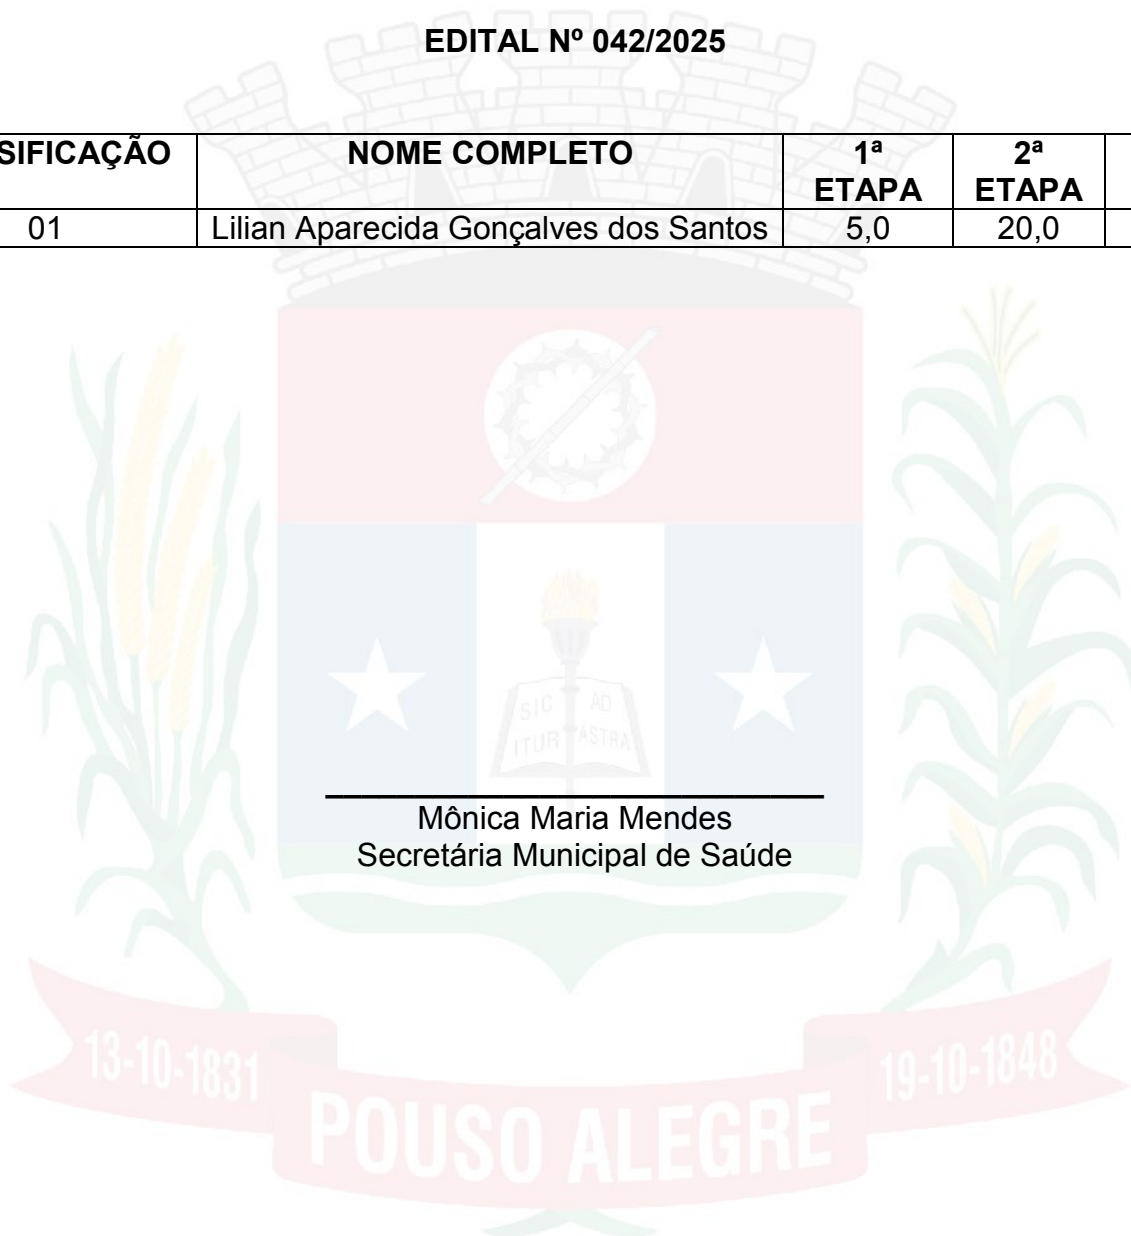 EDITAL Nº 042/2025
SIFICAÇÃO NOME COMPLETO 1ª ETAPA 2ª ETAPA
01 Lilian Aparecida Gonçalves dos Santos 5,0 20,0
SIC AD
ITUR ASTRA
Mônica Maria Mendes
Secretária Municipal de Saúde
13-10-1831 19-10-1848
POUSO ALEGRE